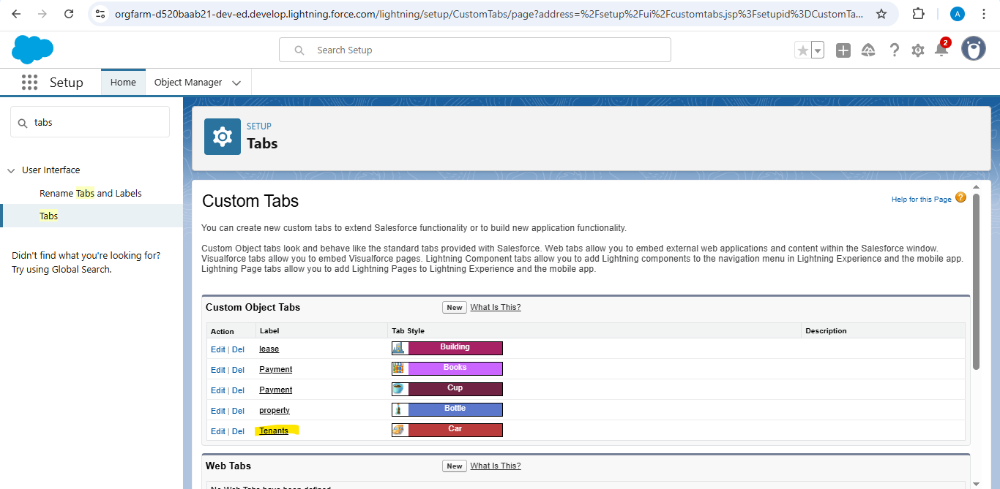 orgfarm-d520baab21-dev-ed.develop.lightning.force.com/lightning/setup/CustomTabs/page?address=%2Fsetup%2Fui%2Fcustomtabs.jsp%3Fsetupid%3DCustomTa...
A
Search Setup
2
Setup
Home
Object Manager
tabs
User Interface
Rename Tabs and Labels
Tabs
Didn't find what you're looking for?
Try using Global Search.
SETUP
Tabs
Custom Tabs
Help for this Page ?
You can create new custom tabs to extend Salesforce functionality or to build new application functionality.
Custom Object tabs look and behave like the standard tabs provided with Salesforce. Web tabs allow you to embed external web applications and content within the Salesforce window.
Visualforce tabs allow you to embed Visualforce pages. Lightning Component tabs allow you to add Lightning components to the navigation menu in Lightning Experience and the mobile app.
Lightning Page tabs allow you to add Lightning Pages to Lightning Experience and the mobile app.
Custom Object Tabs New What Is This?
Action Label Tab Style Description
Edit | Del lease Building
Edit | Del Payment Books
Edit | Del Payment Cup
Edit | Del property Bottle
Edit | Del Tenants Car
Web Tabs New What Is This?
No Web Tabs have been defined